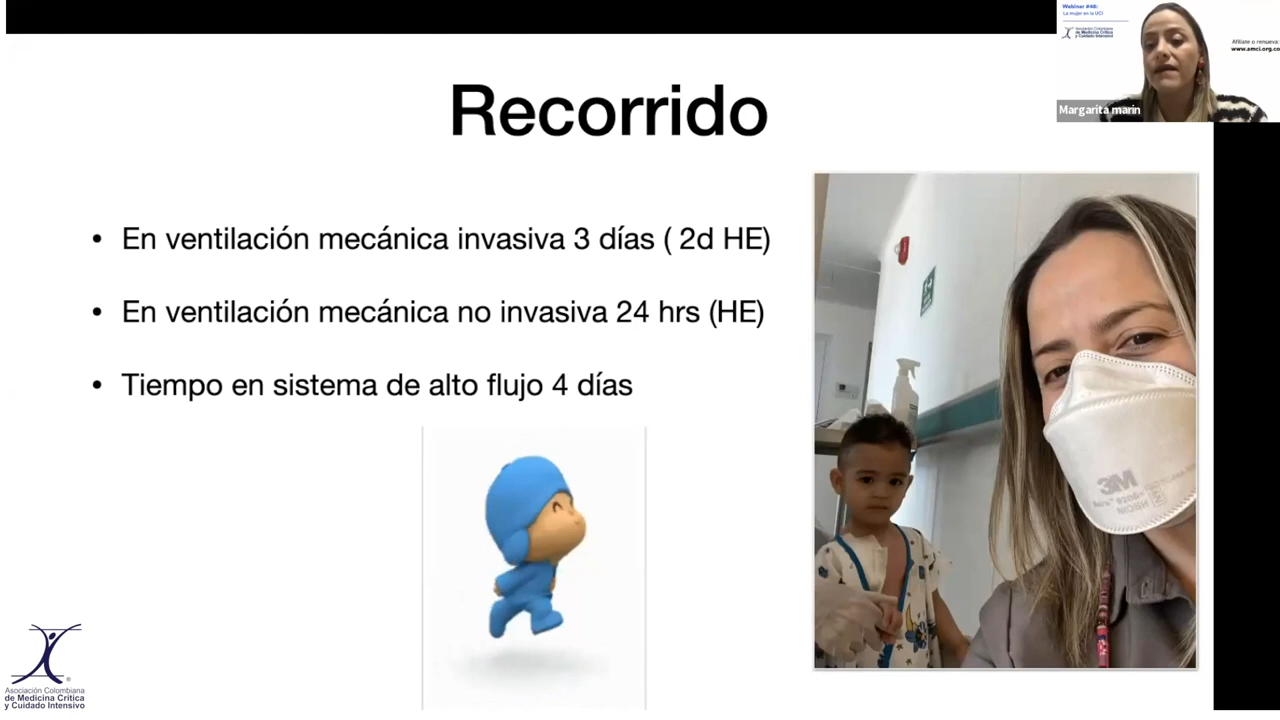 Webinar #48:
La mujer en la UCI
Asociación Colombiana
de Medicina Crítica
y Cuidado Intensivo
Afíliate o renueva:
www.amci.org.co
Margarita marin
Recorrido
• En ventilación mecánica invasiva 3 días ( 2d HE)
• En ventilación mecánica no invasiva 24 hrs (HE)
• Tiempo en sistema de alto flujo 4 días
3M
Asociación Colombiana
de Medicina Crítica
y Cuidado Intensivo